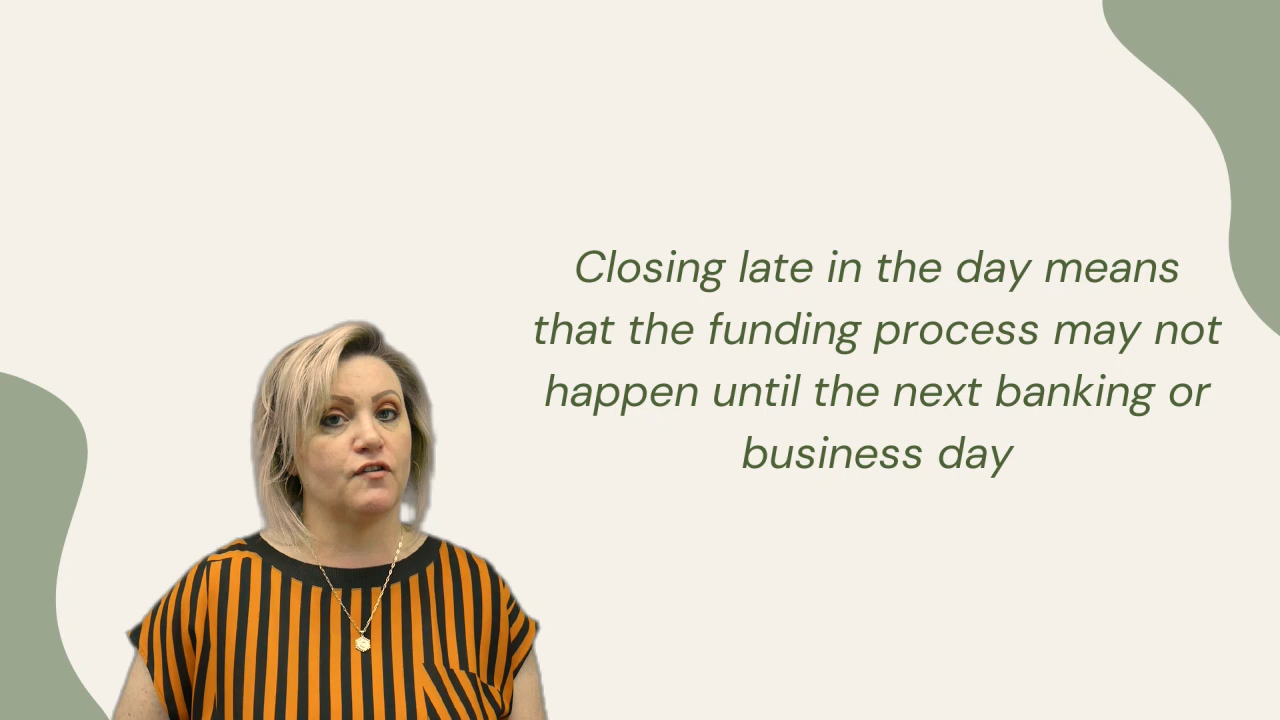 Closing late in the day means
that the funding process may not
happen until the next banking or
business day